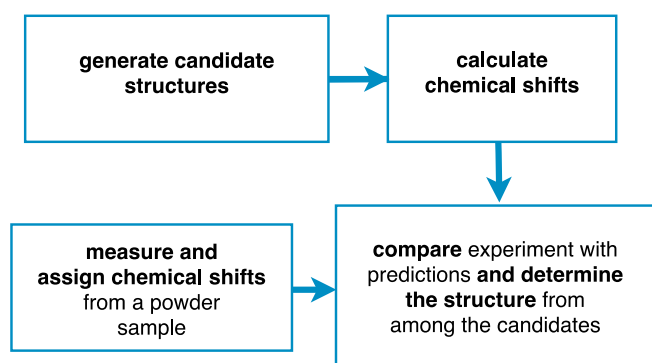 generate candidate
structures
calculate
chemical shifts
measure and
assign chemical shifts
from a powder
sample
compare experiment with
predictions and determine
the structure from
among the candidates